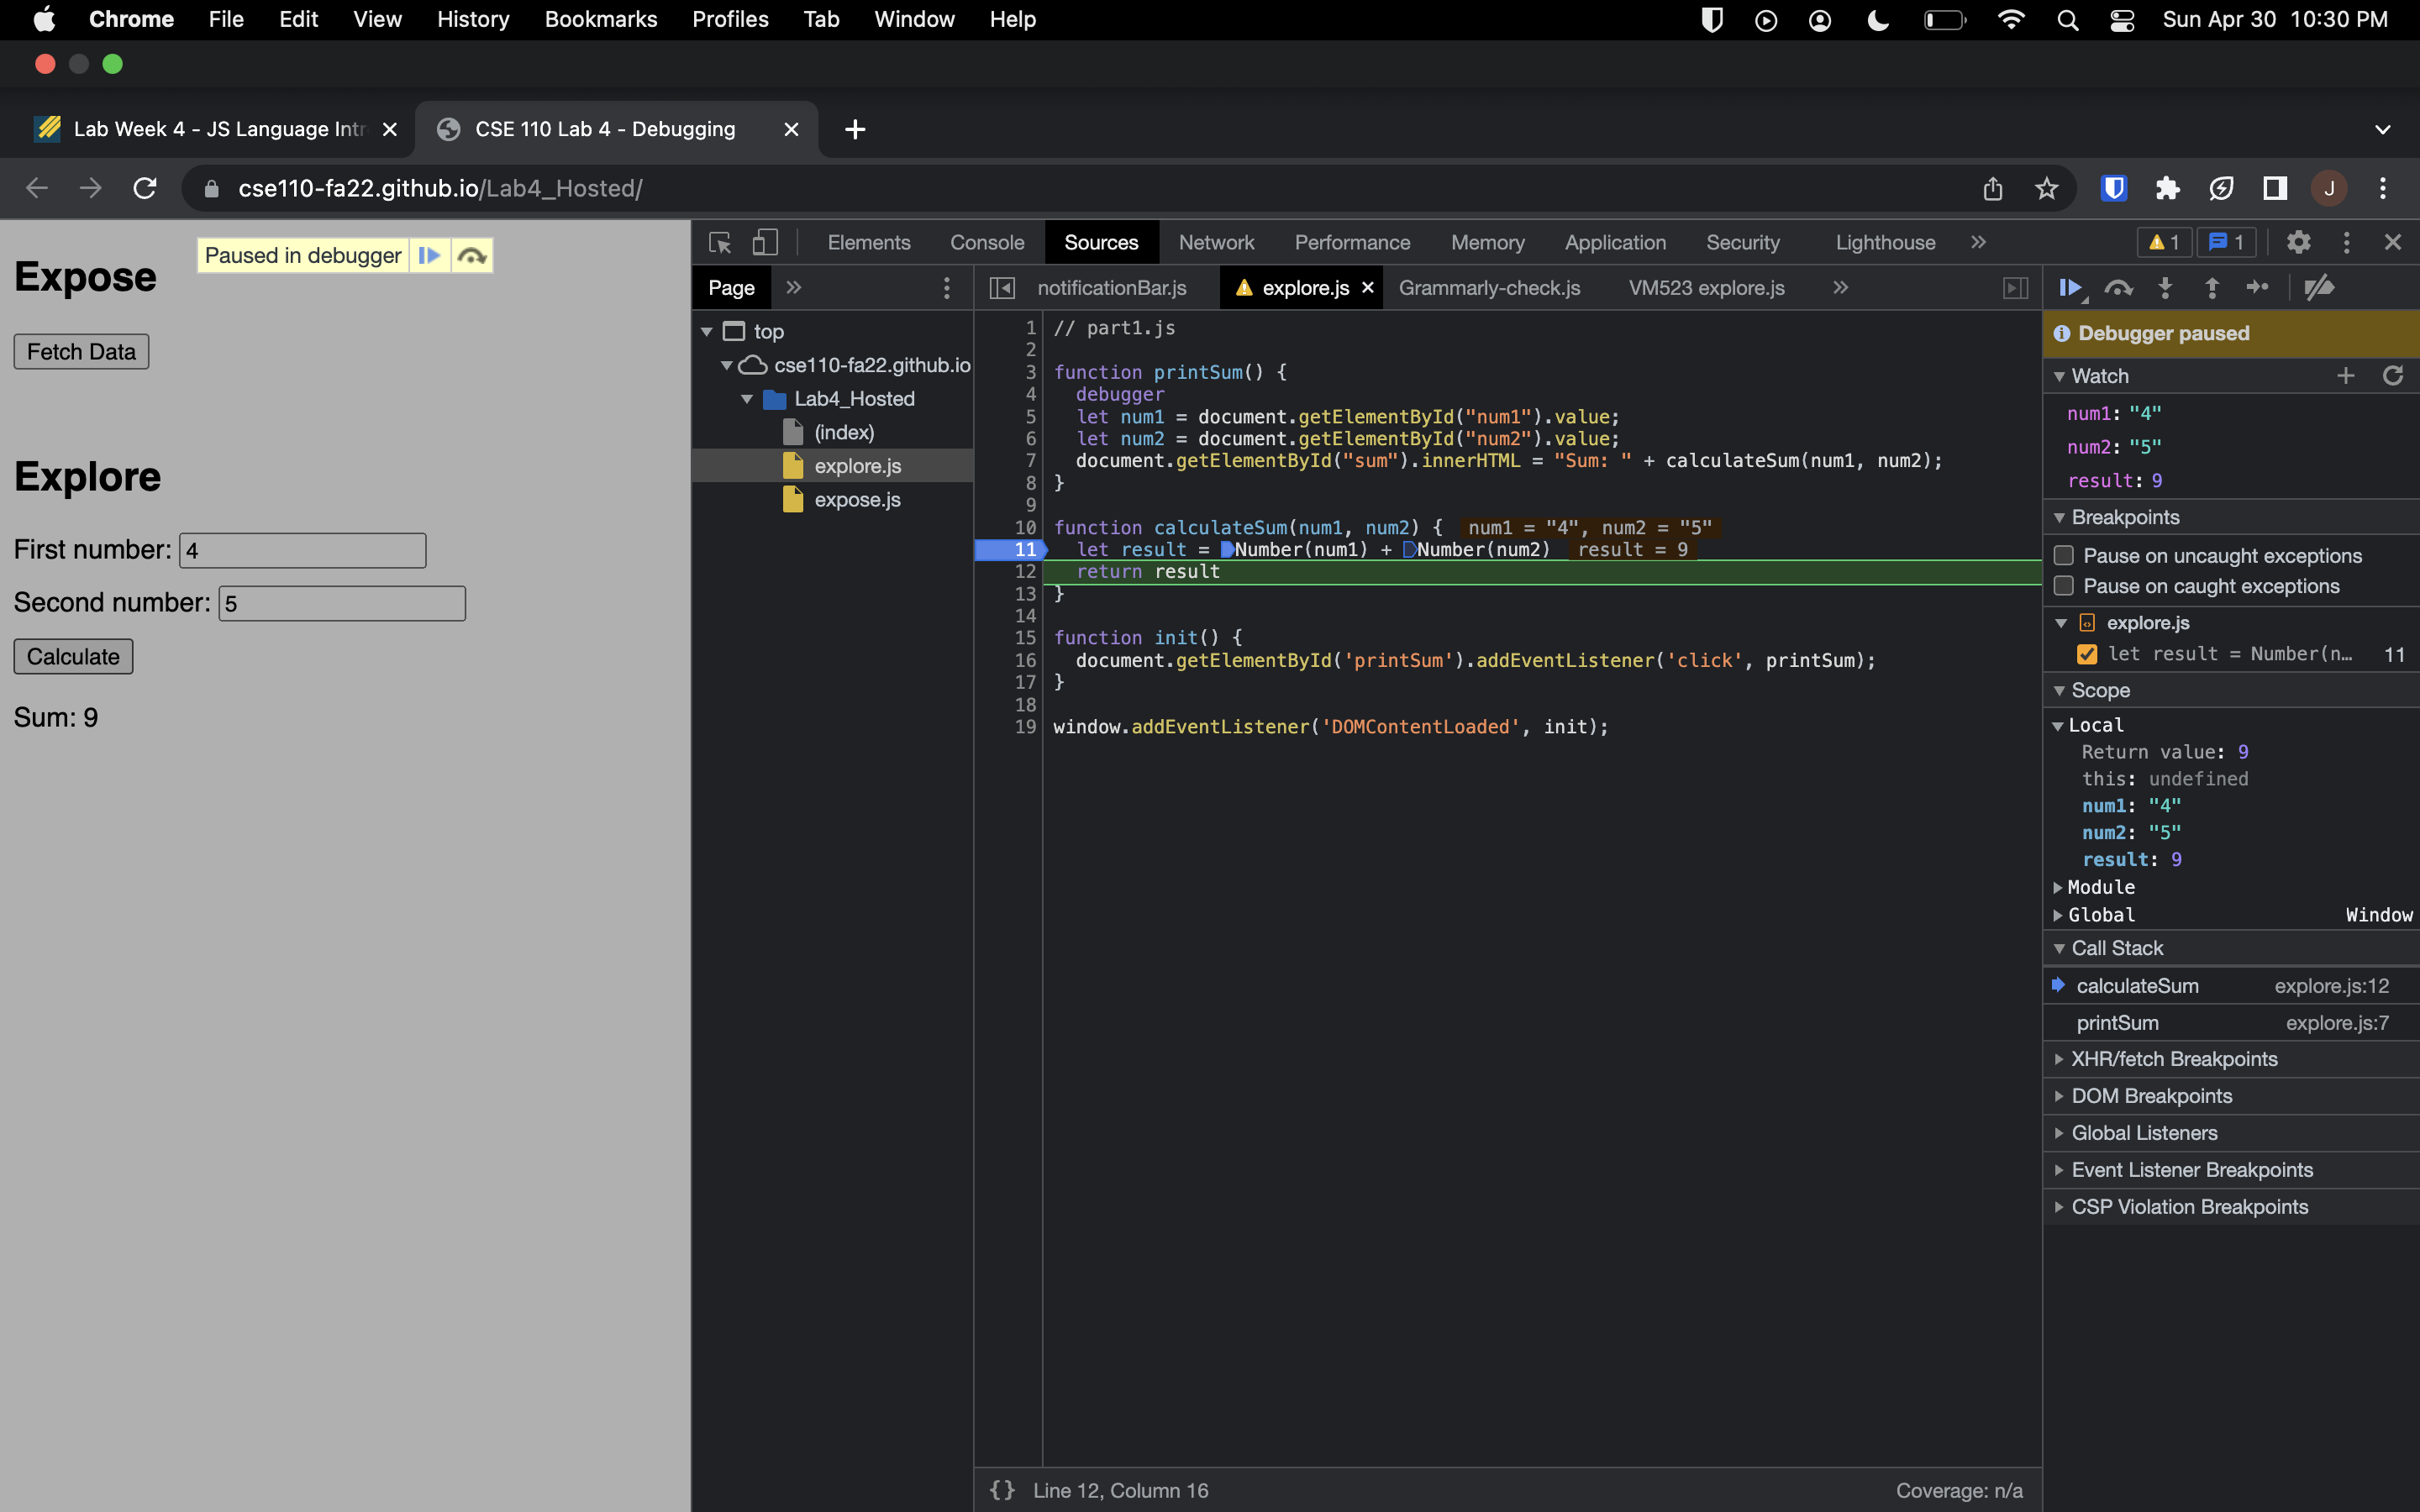 Chrome File Edit View History Bookmarks Profiles Tab Window Help Sun Apr 30 10:30 PM
Lab Week 4 - JS Language Intr CSE 110 Lab 4 - Debugging
cse110-fa22.github.io/Lab4_Hosted/ J
Paused in debugger
Expose
Fetch Data
Explore
First number: 4
Second number: 5
Calculate
Sum: 9
Elements Console Sources Network Performance Memory Application Security Lighthouse » 1 1
Page » notificationBar.js explore.js Grammarly-check.js VM523 explore.js »
top
cse110-fa22.github.io
Lab4_Hosted
(index)
explore.js
expose.js
1 // part1.js
2
3 function printSum() {
4 debugger
5 let num1 = document.getElementById("num1").value;
6 let num2 = document.getElementById("num2").value;
7 document.getElementById("sum").innerHTML = "Sum: " + calculateSum(num1, num2);
8 }
9
10 function calculateSum(num1, num2) { num1 = "4", num2 = "5"
11 let result = Number(num1) + Number(num2) result = 9
12 return result
13 }
14
15 function init() {
16 document.getElementById('printSum').addEventListener('click', printSum);
17 }
18
19 window.addEventListener('DOMContentLoaded', init);
{} Line 12, Column 16 Coverage: n/a
Debugger paused
Watch
num1: "4"
num2: "5"
result: 9
Breakpoints
Pause on uncaught exceptions
Pause on caught exceptions
explore.js
let result = Number(n… 11
Scope
Local
Return value: 9
this: undefined
num1: "4"
num2: "5"
result: 9
Module
Global Window
Call Stack
calculateSum explore.js:12
printSum explore.js:7
XHR/fetch Breakpoints
DOM Breakpoints
Global Listeners
Event Listener Breakpoints
CSP Violation Breakpoints